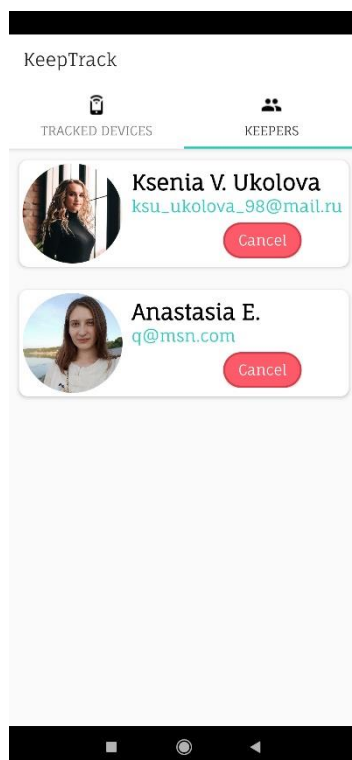 KeepTrack
TRACKED DEVICES
KEEPERS
Ksenia V. Ukolova
ksu_ukolova_98@mail.ru
Cancel
Anastasia E.
q@msn.com
Cancel